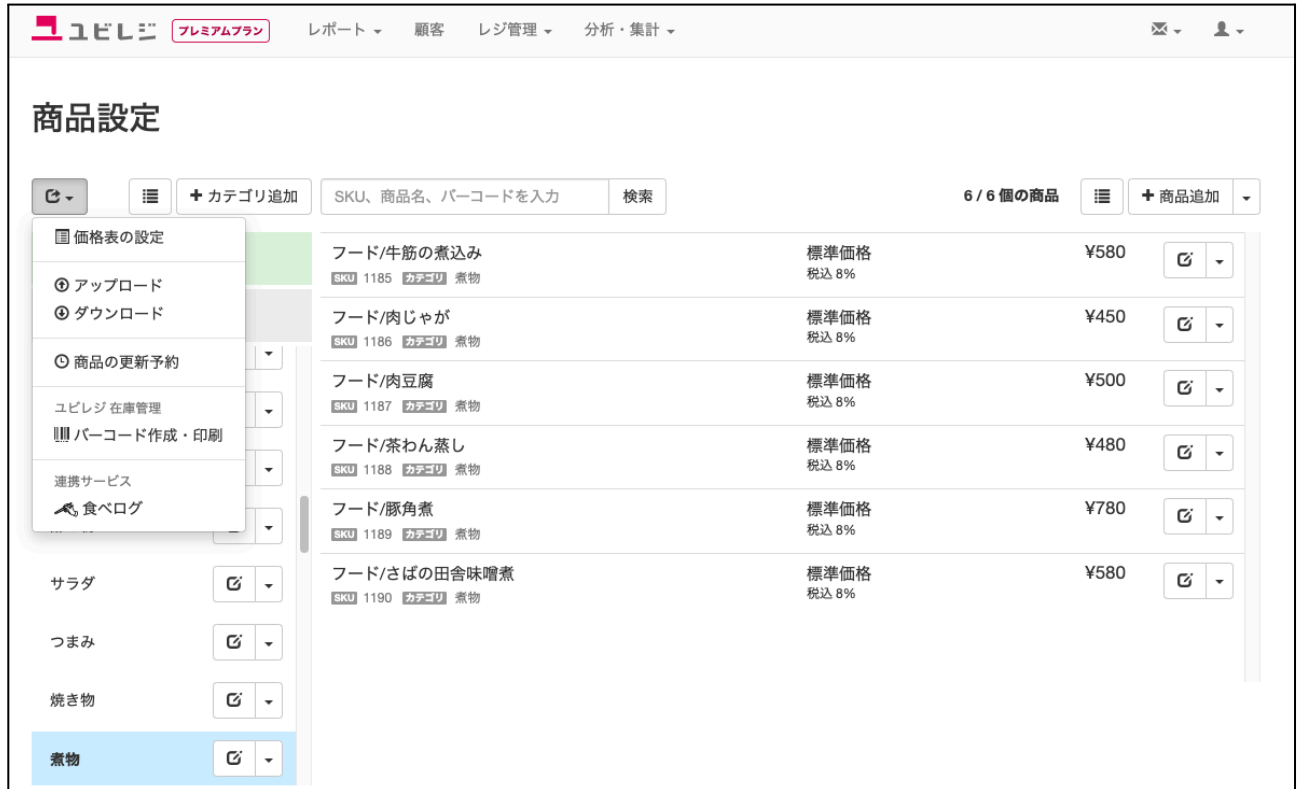 ユビレジ プレミアムプラン レポート 顧客 レジ管理 分析・集計
商品設定
カテゴリ追加 SKU、商品名、バーコードを入力 検索 6 / 6 個の商品 商品追加
価格表の設定
アップロード
ダウンロード
商品の更新予約
ユビレジ 在庫管理
バーコード作成・印刷
連携サービス
食べログ
サラダ
つまみ
焼き物
煮物
フード/牛筋の煮込み 標準価格 ¥580
SKU 1185 カテゴリ 煮物 税込 8%
フード/肉じゃが 標準価格 ¥450
SKU 1186 カテゴリ 煮物 税込 8%
フード/肉豆腐 標準価格 ¥500
SKU 1187 カテゴリ 煮物 税込 8%
フード/茶わん蒸し 標準価格 ¥480
SKU 1188 カテゴリ 煮物 税込 8%
フード/豚角煮 標準価格 ¥780
SKU 1189 カテゴリ 煮物 税込 8%
フード/さばの田舎味噌煮 標準価格 ¥580
SKU 1190 カテゴリ 煮物 税込 8%